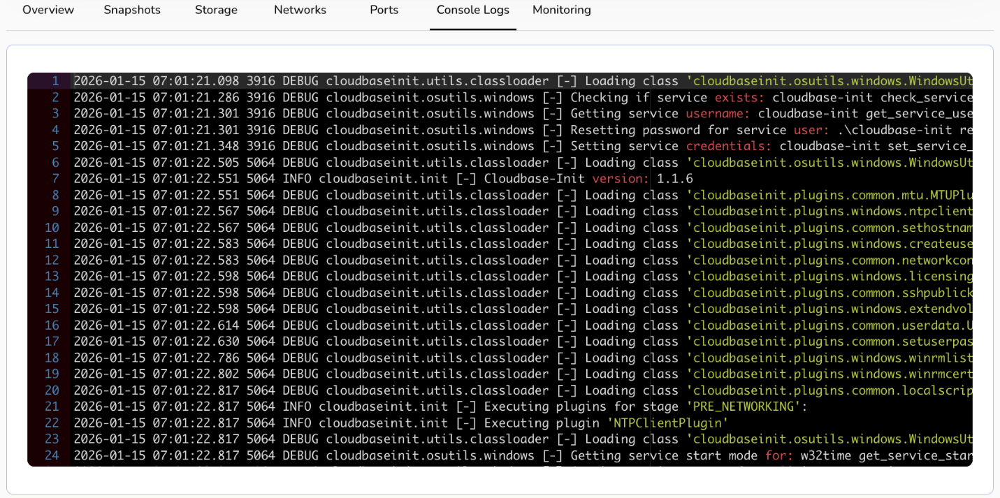 Overview Snapshots Storage Networks Ports Console Logs Monitoring
1 2026-01-15 07:01:21.098 3916 DEBUG cloudbaseinit.utils.classloader [-] Loading class 'cloudbaseinit.osutils.windows.WindowsUt
2 2026-01-15 07:01:21.286 3916 DEBUG cloudbaseinit.osutils.windows [-] Checking if service exists: cloudbase-init check_service
3 2026-01-15 07:01:21.301 3916 DEBUG cloudbaseinit.osutils.windows [-] Getting service username: cloudbase-init get_service_use
4 2026-01-15 07:01:21.301 3916 DEBUG cloudbaseinit.osutils.windows [-] Resetting password for service user: .\cloudbase-init re
5 2026-01-15 07:01:21.348 3916 DEBUG cloudbaseinit.osutils.windows [-] Setting service credentials: cloudbase-init set_service_
6 2026-01-15 07:01:22.505 5064 DEBUG cloudbaseinit.utils.classloader [-] Loading class 'cloudbaseinit.osutils.windows.WindowsUt
7 2026-01-15 07:01:22.551 5064 INFO cloudbaseinit.init [-] Cloudbase-Init version: 1.1.6
8 2026-01-15 07:01:22.551 5064 DEBUG cloudbaseinit.utils.classloader [-] Loading class 'cloudbaseinit.plugins.common.mtu.MTUPlu
9 2026-01-15 07:01:22.567 5064 DEBUG cloudbaseinit.utils.classloader [-] Loading class 'cloudbaseinit.plugins.windows.ntpclient
10 2026-01-15 07:01:22.567 5064 DEBUG cloudbaseinit.utils.classloader [-] Loading class 'cloudbaseinit.plugins.common.sethostnam
11 2026-01-15 07:01:22.583 5064 DEBUG cloudbaseinit.utils.classloader [-] Loading class 'cloudbaseinit.plugins.windows.createuse
12 2026-01-15 07:01:22.583 5064 DEBUG cloudbaseinit.utils.classloader [-] Loading class 'cloudbaseinit.plugins.common.networkcon
13 2026-01-15 07:01:22.598 5064 DEBUG cloudbaseinit.utils.classloader [-] Loading class 'cloudbaseinit.plugins.windows.licensing
14 2026-01-15 07:01:22.598 5064 DEBUG cloudbaseinit.utils.classloader [-] Loading class 'cloudbaseinit.plugins.common.sshpublick
15 2026-01-15 07:01:22.598 5064 DEBUG cloudbaseinit.utils.classloader [-] Loading class 'cloudbaseinit.plugins.windows.extendvol
16 2026-01-15 07:01:22.614 5064 DEBUG cloudbaseinit.utils.classloader [-] Loading class 'cloudbaseinit.plugins.common.userdata.U
17 2026-01-15 07:01:22.630 5064 DEBUG cloudbaseinit.utils.classloader [-] Loading class 'cloudbaseinit.plugins.common.setuserpas
18 2026-01-15 07:01:22.786 5064 DEBUG cloudbaseinit.utils.classloader [-] Loading class 'cloudbaseinit.plugins.windows.winrmlist
19 2026-01-15 07:01:22.802 5064 DEBUG cloudbaseinit.utils.classloader [-] Loading class 'cloudbaseinit.plugins.windows.winrmcert
20 2026-01-15 07:01:22.817 5064 DEBUG cloudbaseinit.utils.classloader [-] Loading class 'cloudbaseinit.plugins.common.localscrip
21 2026-01-15 07:01:22.817 5064 INFO cloudbaseinit.init [-] Executing plugins for stage 'PRE_NETWORKING':
22 2026-01-15 07:01:22.817 5064 INFO cloudbaseinit.init [-] Executing plugin 'NTPClientPlugin'
23 2026-01-15 07:01:22.817 5064 DEBUG cloudbaseinit.utils.classloader [-] Loading class 'cloudbaseinit.osutils.windows.WindowsUt
24 2026-01-15 07:01:22.817 5064 DEBUG cloudbaseinit.osutils.windows [-] Getting service start mode for: w32time get_service_star